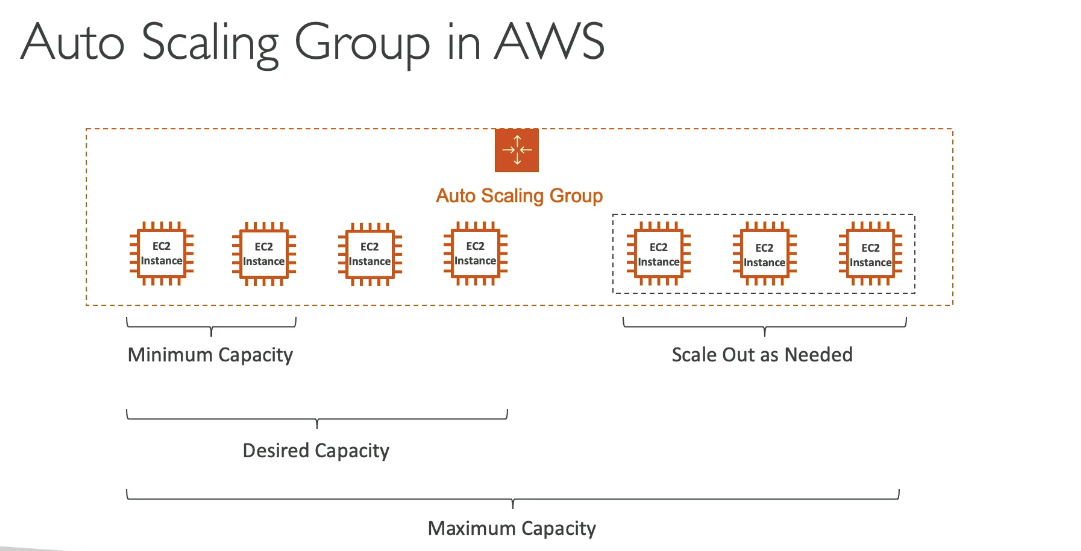 Auto Scaling Group in AWS
Auto Scaling Group
EC2
Instance
EC2
Instance
EC2
Instance
EC2
Instance
EC2
Instance
EC2
Instance
EC2
Instance
Minimum Capacity
Scale Out as Needed
Desired Capacity
Maximum Capacity